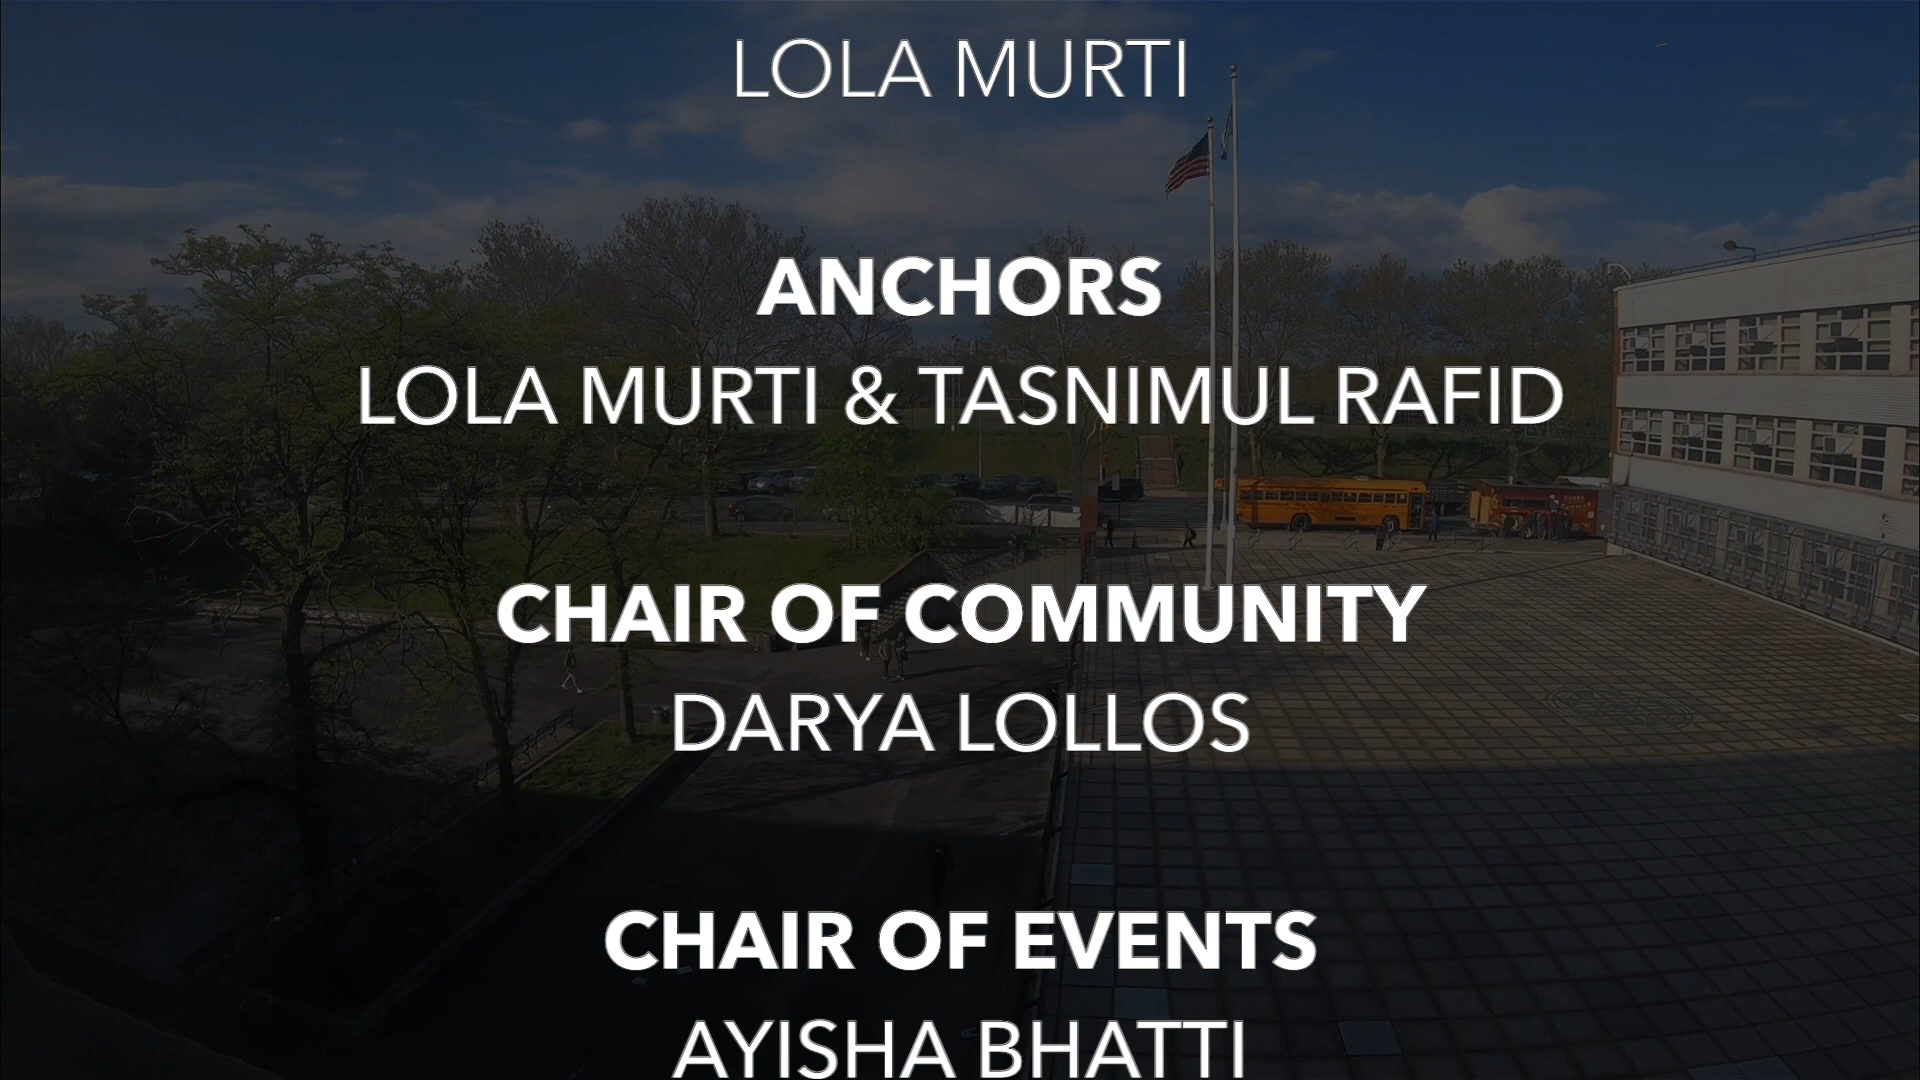 LOLA MURTI
ANCHORS
LOLA MURTI & TASNIMUL RAFID
CHAIR OF COMMUNITY
DARYA LOLLOS
CHAIR OF EVENTS
AYISHA BHATTI